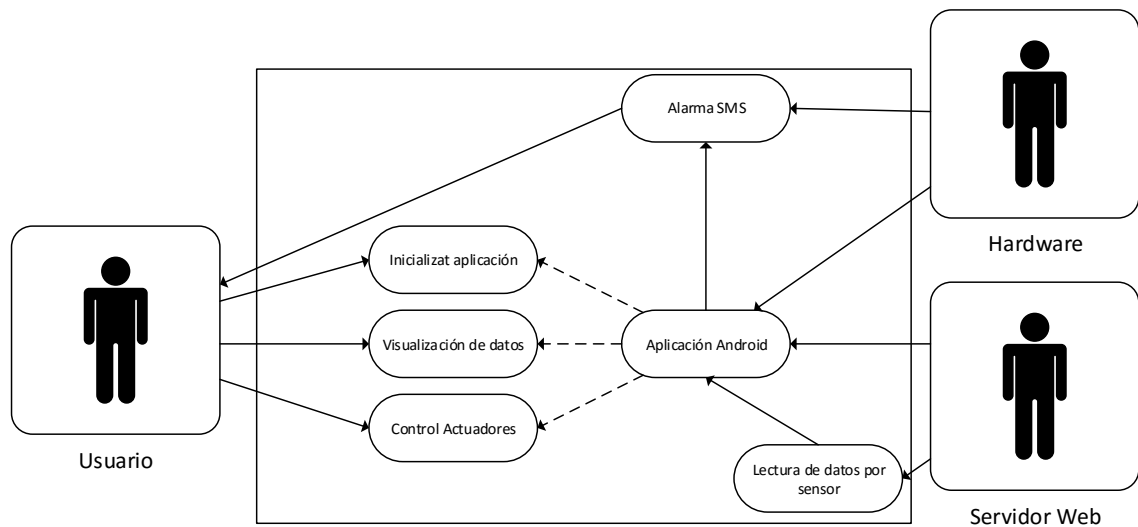 Alarma SMS
Hardware
Inicializat aplicación
Visualización de datos
Aplicación Android
Control Actuadores
Usuario
Lectura de datos por
sensor
Servidor Web